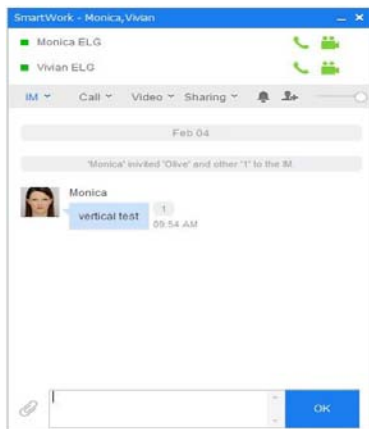 SmartWork - Monica,Vivian
Monica ELG
Vivian ELG
IM Call Video Sharing
Feb 04
'Monica' invited 'Olive' and other '1' to the IM.
Monica
vertical test 1
09:54 AM
OK